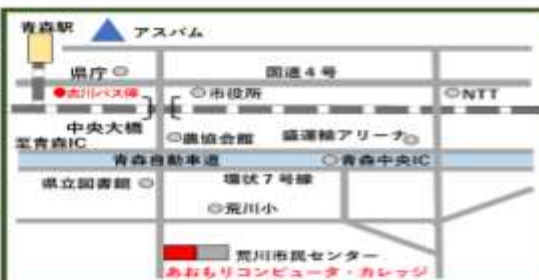 青森駅
アスパム
県庁
国道4号
古川バス停
市役所
NTT
中央大橋
至青森IC
農協会館
盛運輸アリーナ
青森自動車道
青森中央IC
県立図書館
環状7号線
荒川小
荒川市民センター
あおもりコンピュータ・カレッジ